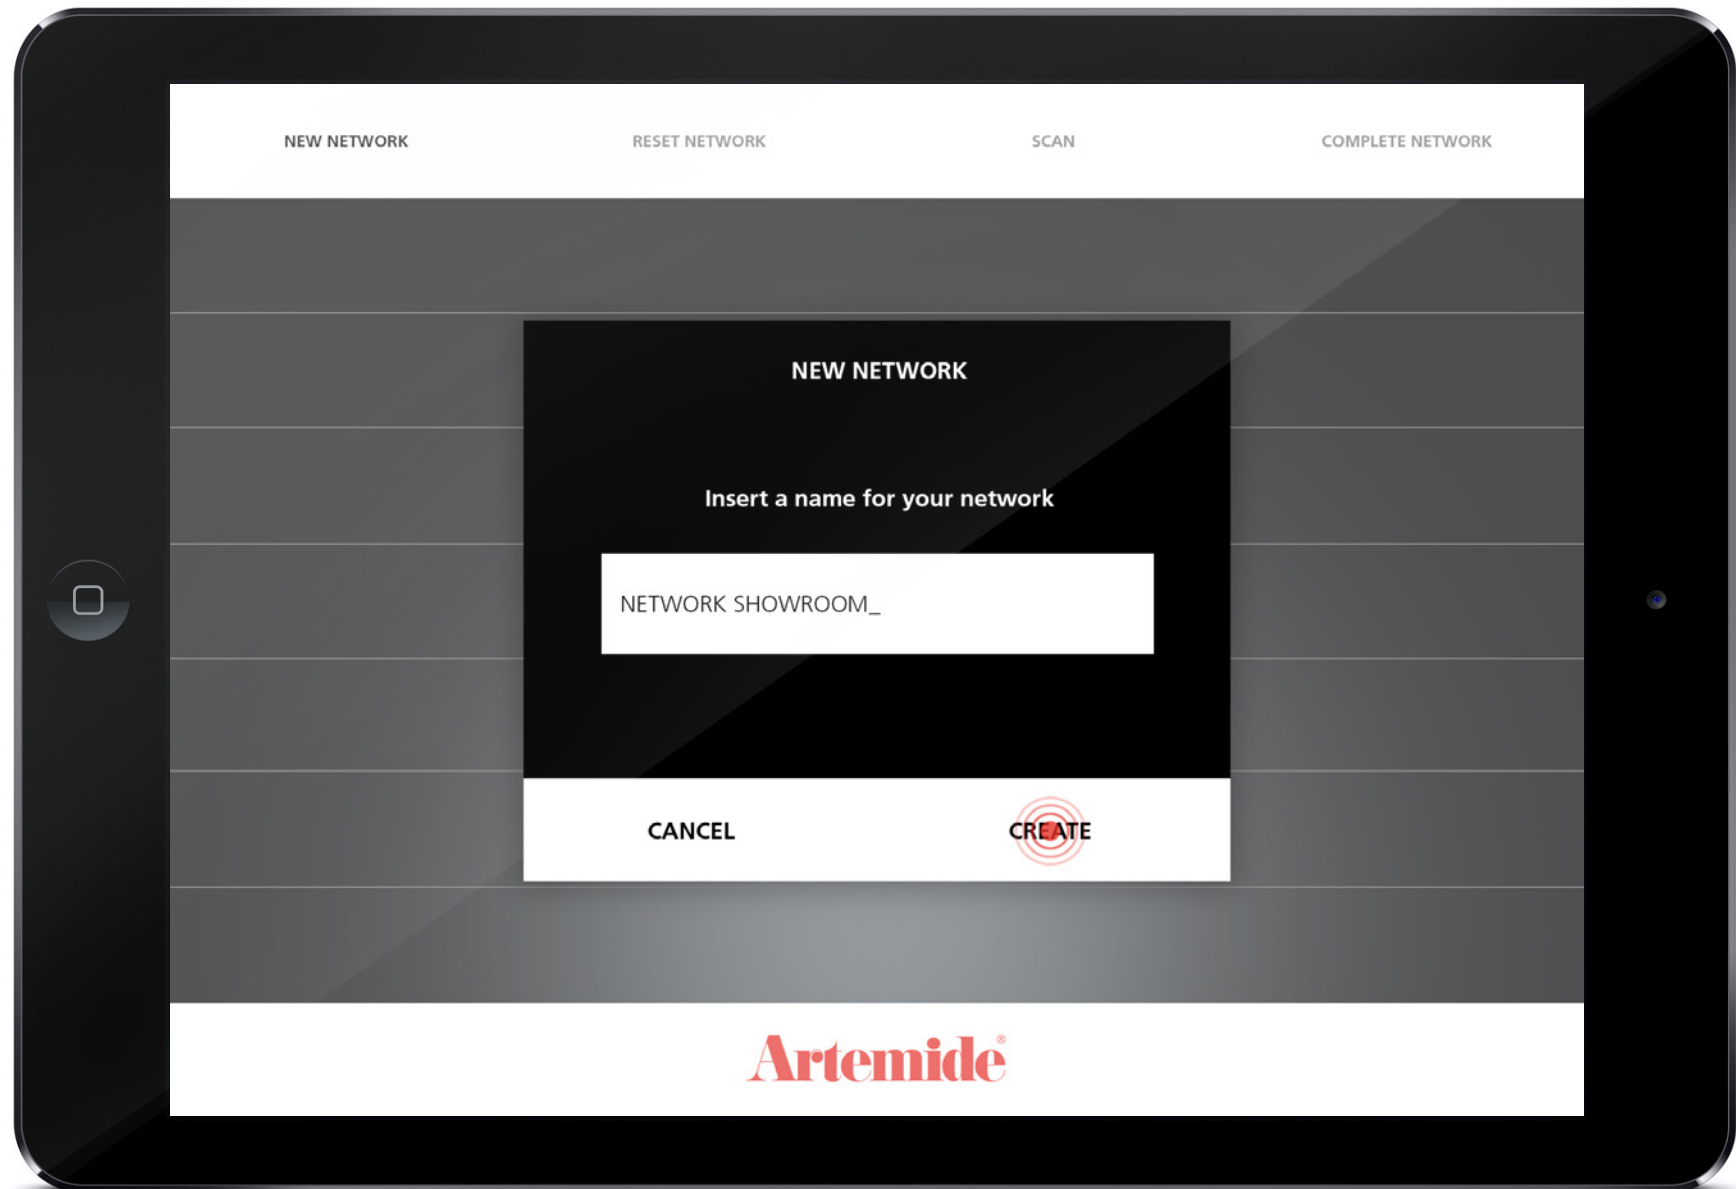 NEW NETWORK RESET NETWORK SCAN COMPLETE NETWORK
NEW NETWORK
Insert a name for your network
NETWORK SHOWROOM_
CANCEL CREATE
Artemide®